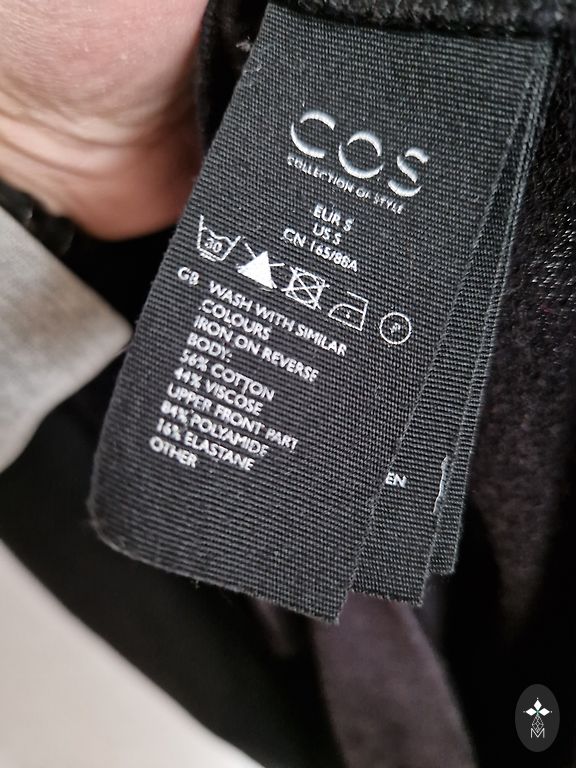 COS
COLLECTION OF STYLE
EUR S
US S
CN 165/88A
30
P
GB WASH WITH SIMILAR
COLOURS
IRON ON REVERSE
BODY:
56% COTTON
44% VISCOSE
UPPER FRONT PART
84% POLYAMIDE
16% ELASTANE
OTHER
EN
M